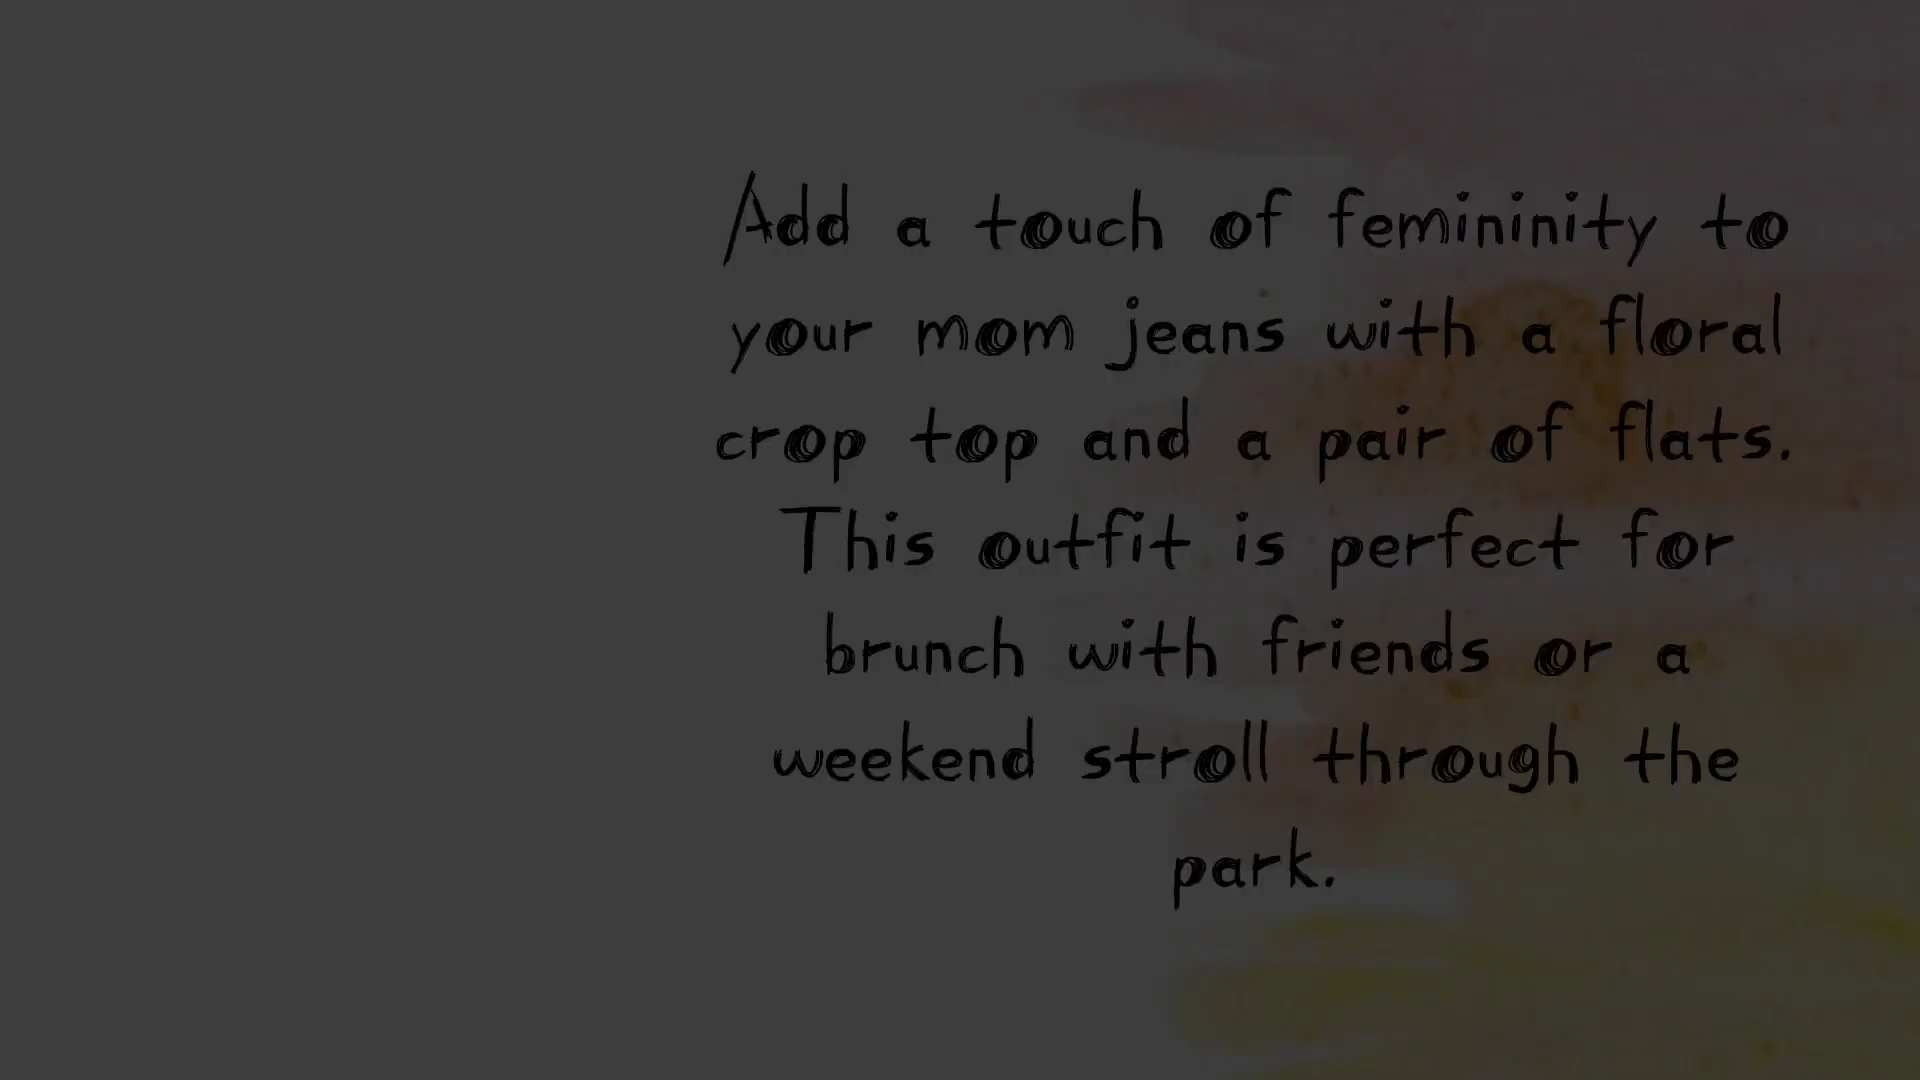 Add a touch of femininity to
your mom jeans with a floral
crop top and a pair of flats.
This outfit is perfect for
brunch with friends or a
weekend stroll through the
park.